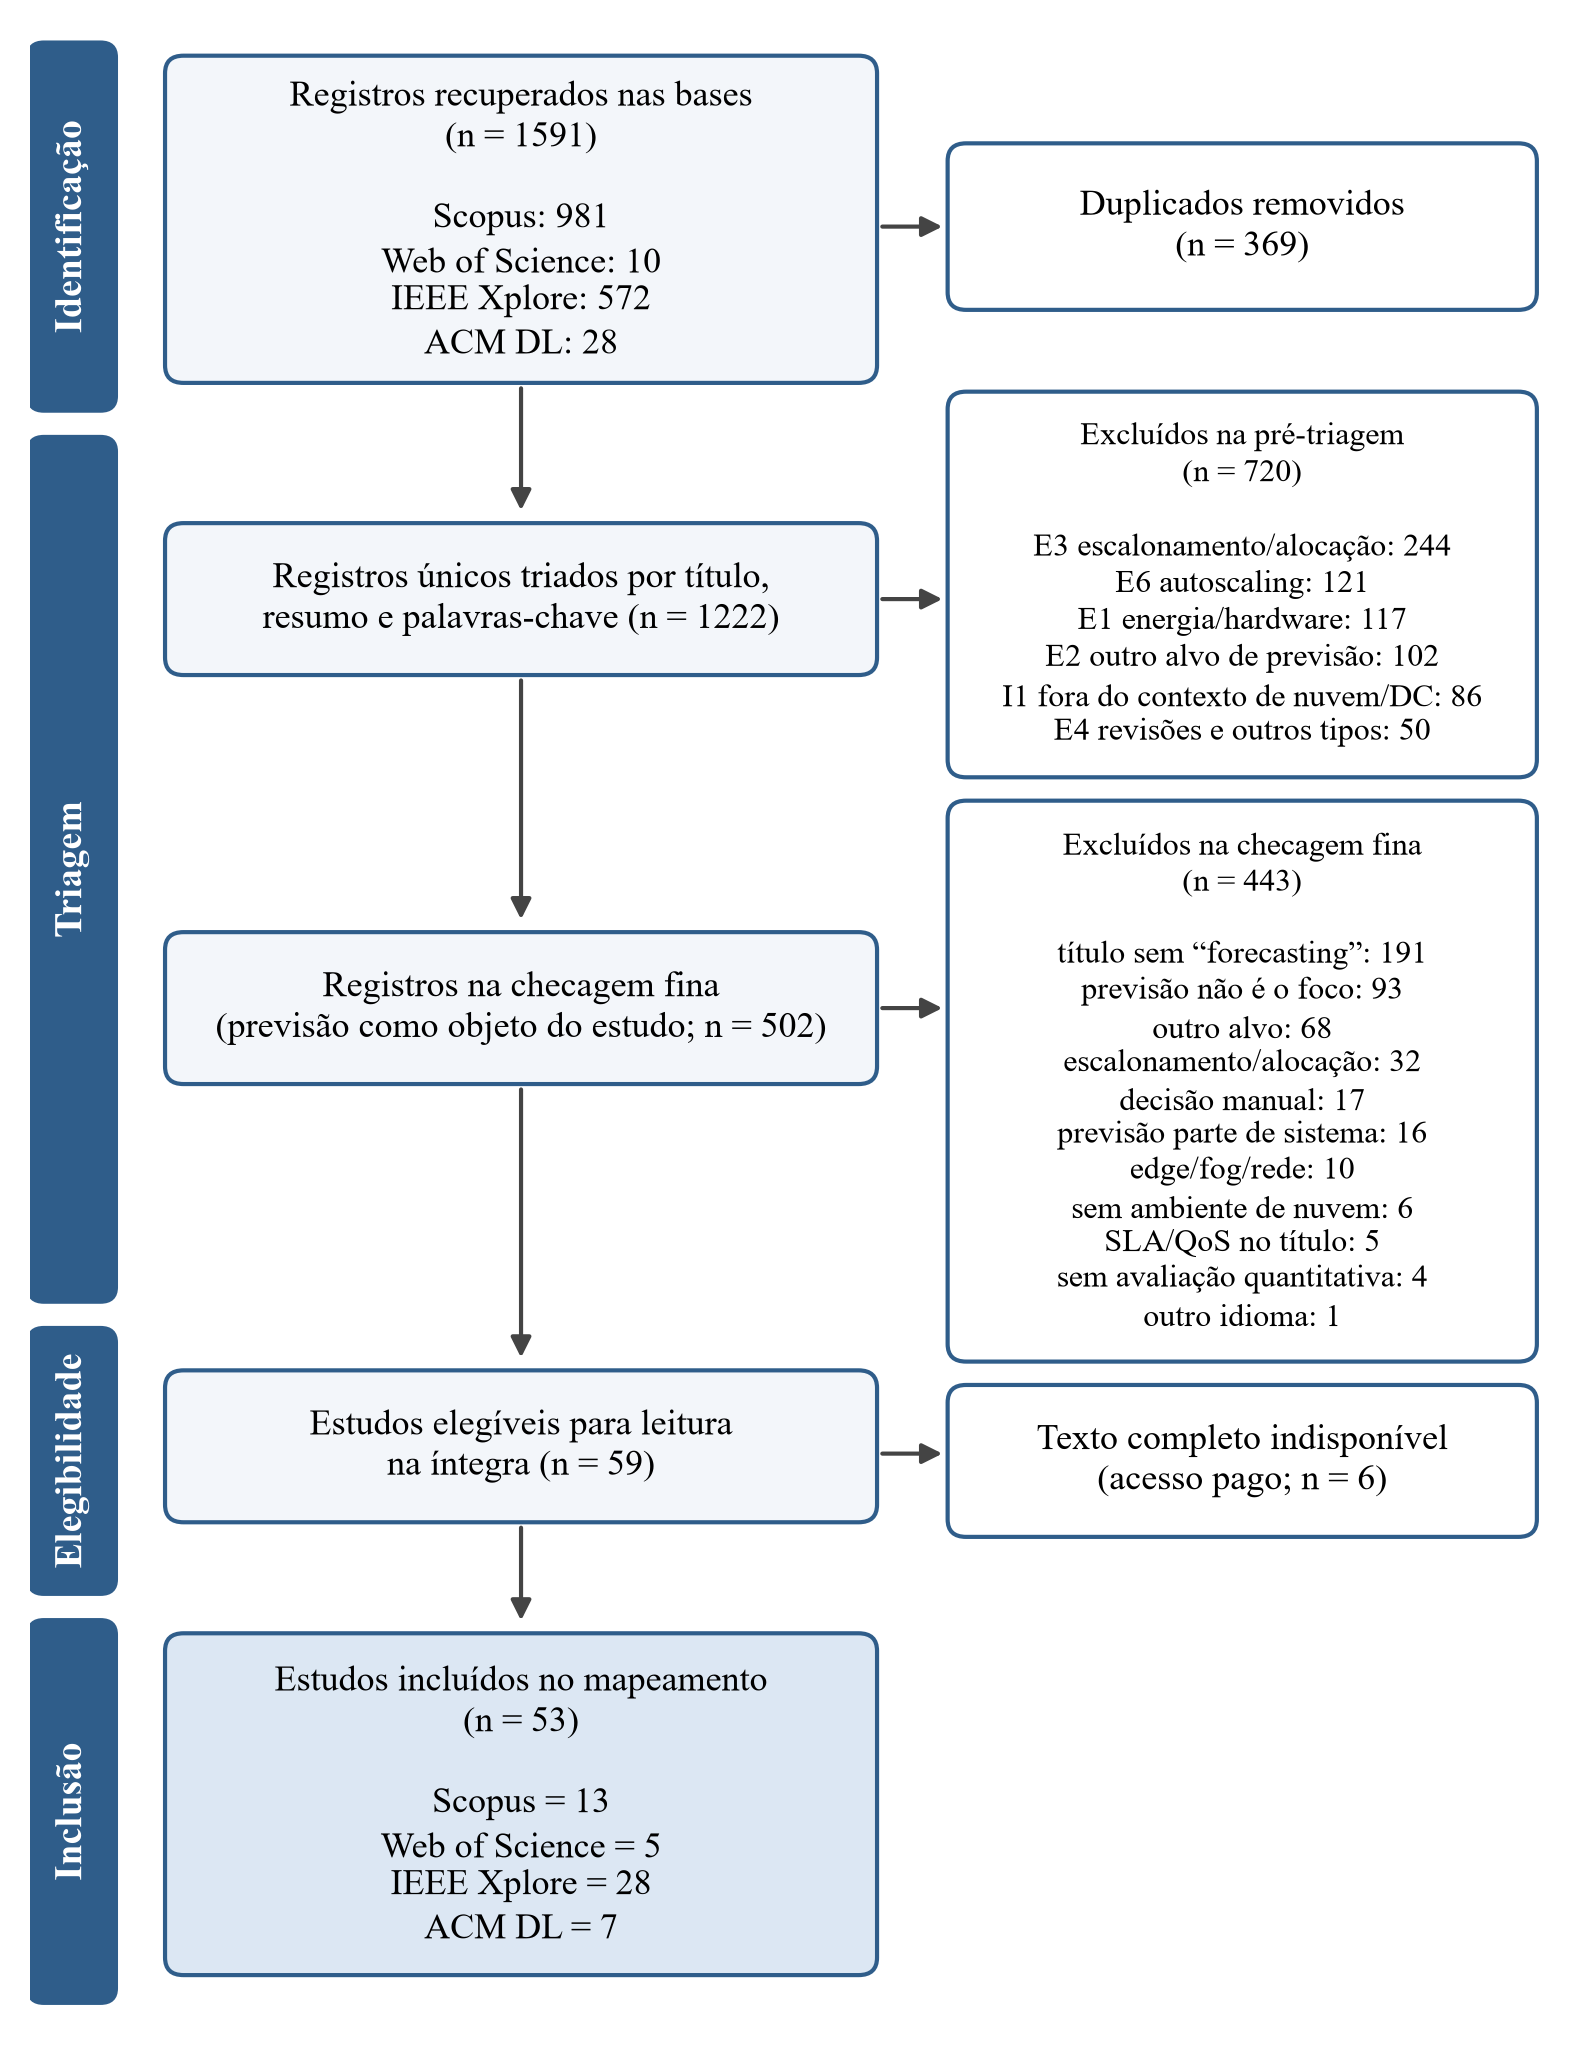 Identificação
Registros recuperados nas bases
(n = 1591)
Scopus: 981
Web of Science: 10
IEEE Xplore: 572
ACM DL: 28
Duplicados removidos
(n = 369)
Triagem
Registros únicos triados por título,
resumo e palavras-chave (n = 1222)
Excluídos na pré-triagem
(n = 720)
E3 escalonamento/alocação: 244
E6 autoscaling: 121
E1 energia/hardware: 117
E2 outro alvo de previsão: 102
I1 fora do contexto de nuvem/DC: 86
E4 revisões e outros tipos: 50
Registros na checagem fina
(previsão como objeto do estudo; n = 502)
Excluídos na checagem fina
(n = 443)
título sem “forecasting”: 191
previsão não é o foco: 93
outro alvo: 68
escalonamento/alocação: 32
decisão manual: 17
previsão parte de sistema: 16
edge/fog/rede: 10
sem ambiente de nuvem: 6
SLA/QoS no título: 5
sem avaliação quantitativa: 4
outro idioma: 1
Elegibilidade
Estudos elegíveis para leitura
na íntegra (n = 59)
Texto completo indisponível
(acesso pago; n = 6)
Inclusão
Estudos incluídos no mapeamento
(n = 53)
Scopus = 13
Web of Science = 5
IEEE Xplore = 28
ACM DL = 7